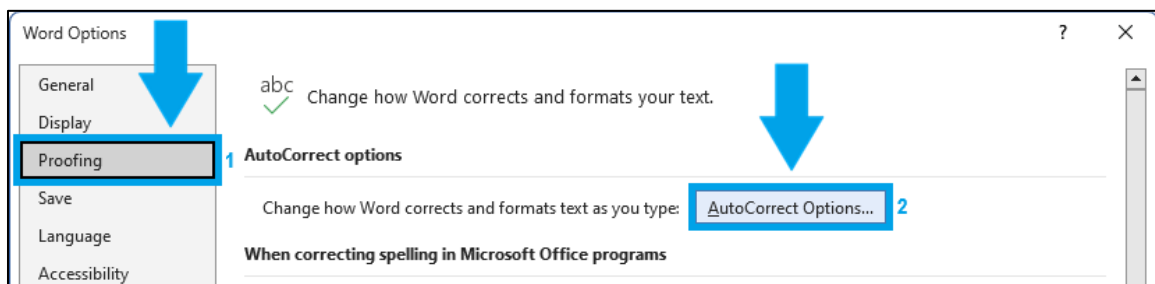 Word Options
?
General
Display
Proofing
1
Save
Language
Accessibility
abc
Change how Word corrects and formats your text.
AutoCorrect options
Change how Word corrects and formats text as you type:
AutoCorrect Options...
2
When correcting spelling in Microsoft Office programs